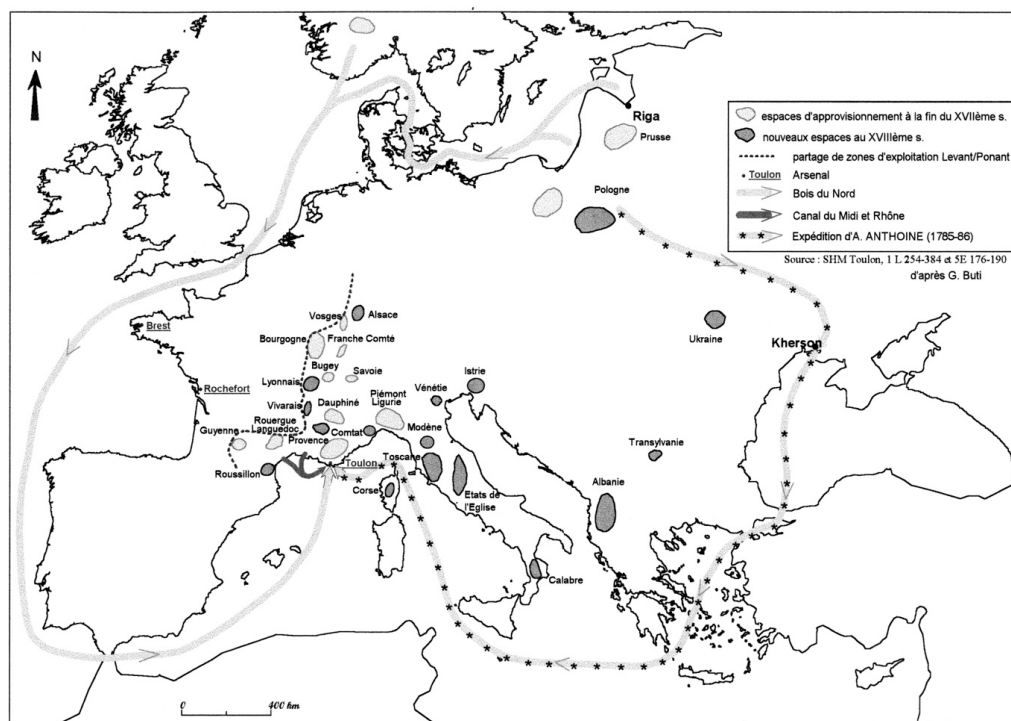 N
Riga
Prusse
Pologne
espaces d'approvisionnement à la fin du XVIIème s.
nouveaux espaces au XVIIIème s.
partage de zones d'exploitation Levant/Ponant
Toulon Arsenal
Bois du Nord
Canal du Midi et Rhône
Expédition d'A. ANTHOINE (1785-86)
Source : SHM Toulon, 1 L 254-384 et 5E 176-190
d'après G. Buti
Vosges
Alsace
Ukraine
Kherson
Brest
Bourgogne
Franche Comté
Bugey
Savoie
Istrie
Rochefort
Lyonnais
Piémont
Ligurie
Vénétie
Vivarais
Dauphiné
Rouergue
Guyenne
Languedoc
Comtat
Modène
Provence
Transylvanie
Toulon
Toscane
Roussillon
Corse
Etats de
l'Eglise
Albanie
Calabre
0 400 km